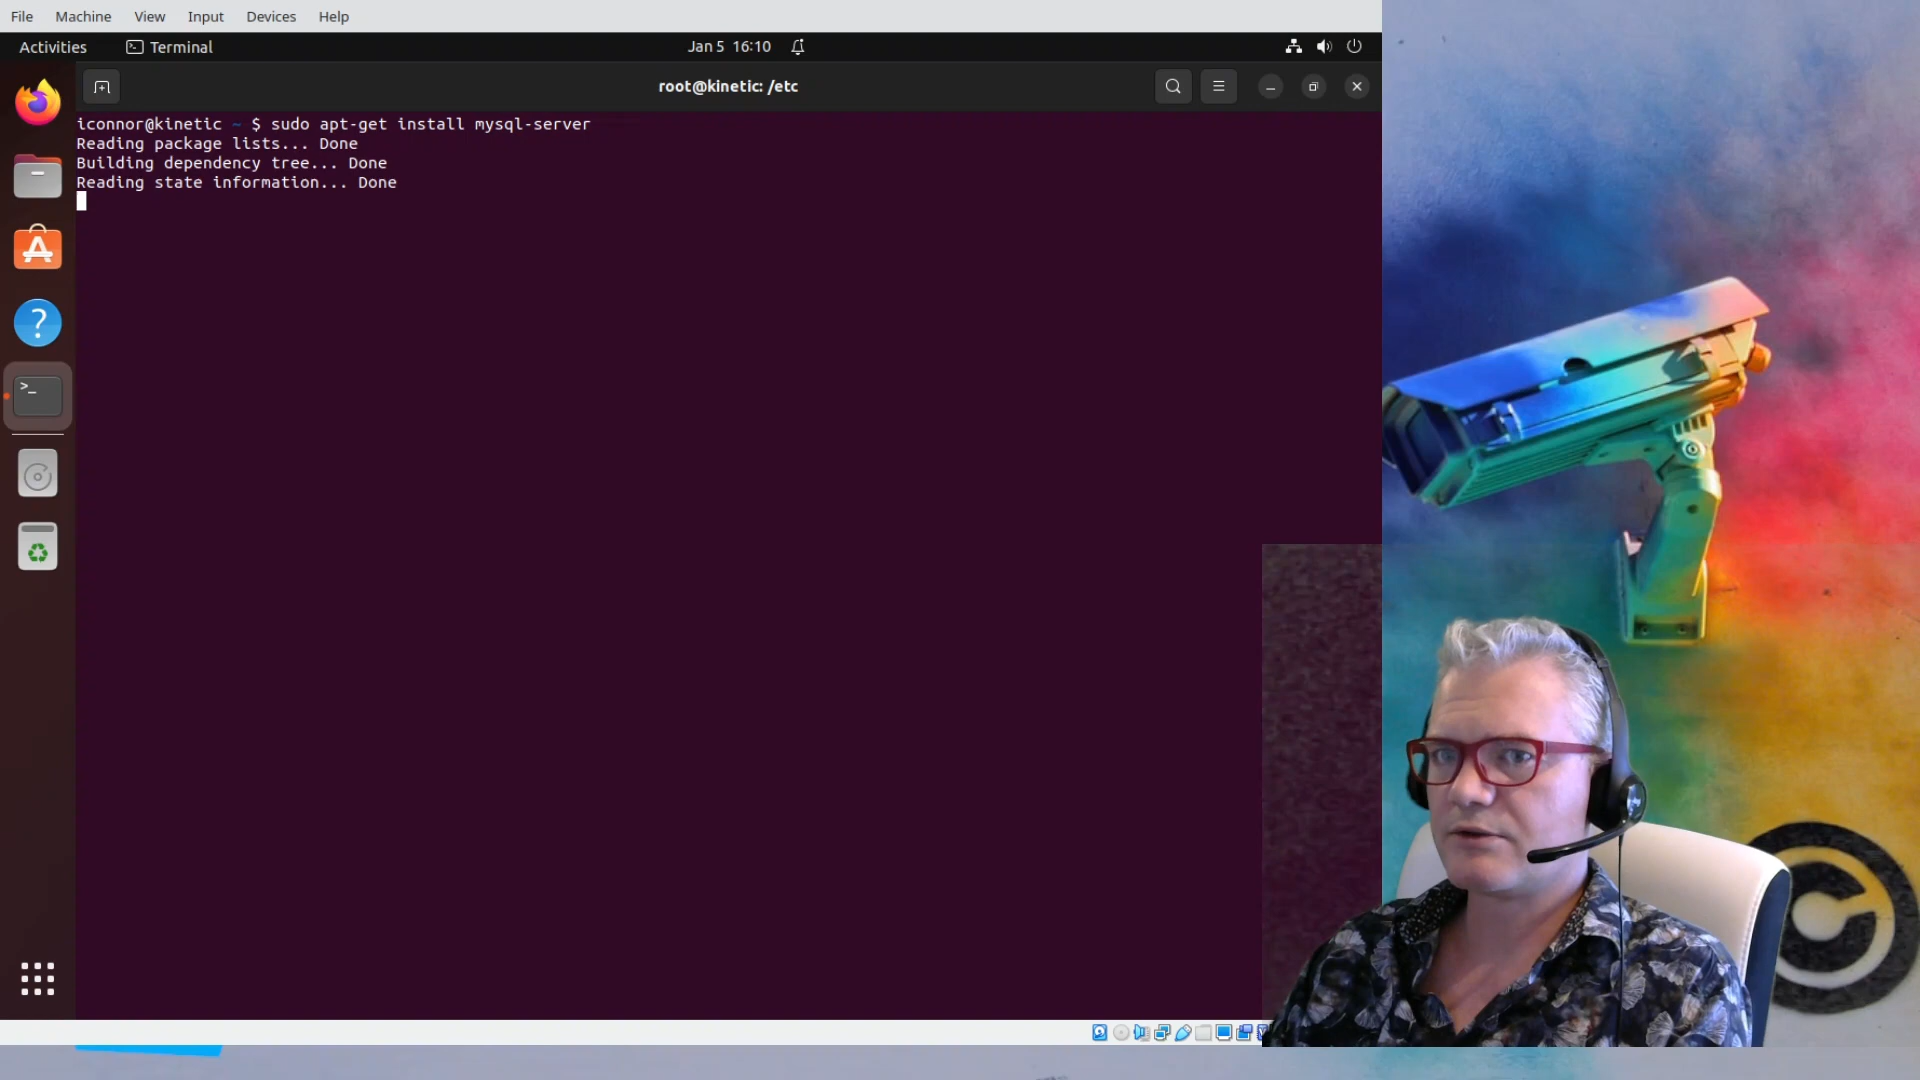 File Machine View Input Devices Help
Activities Terminal Jan 5 16:10
root@kinetic: /etc
iconnor@kinetic ~ $ sudo apt-get install mysql-server
Reading package lists... Done
Building dependency tree... Done
Reading state information... Done